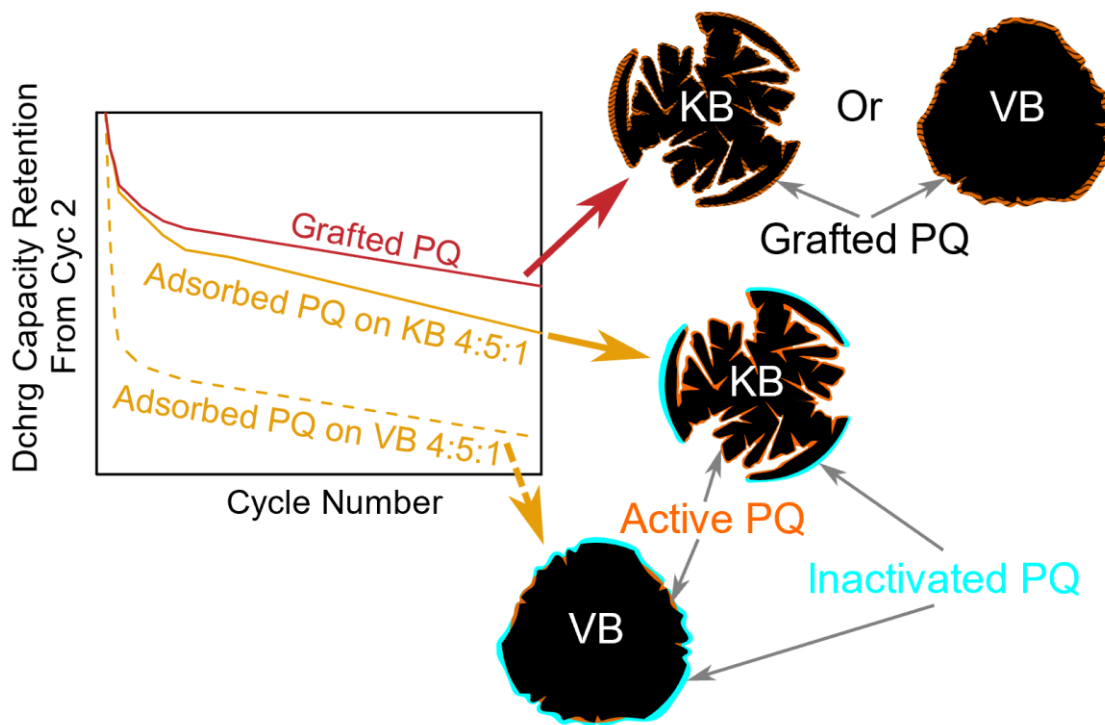 Dchrg Capacity Retention
From Cyc 2
Cycle Number
Grafted PQ
Adsorbed PQ on KB 4:5:1
Adsorbed PQ on VB 4:5:1
KB
Or
VB
Grafted PQ
KB
Active PQ
Inactivated PQ
VB